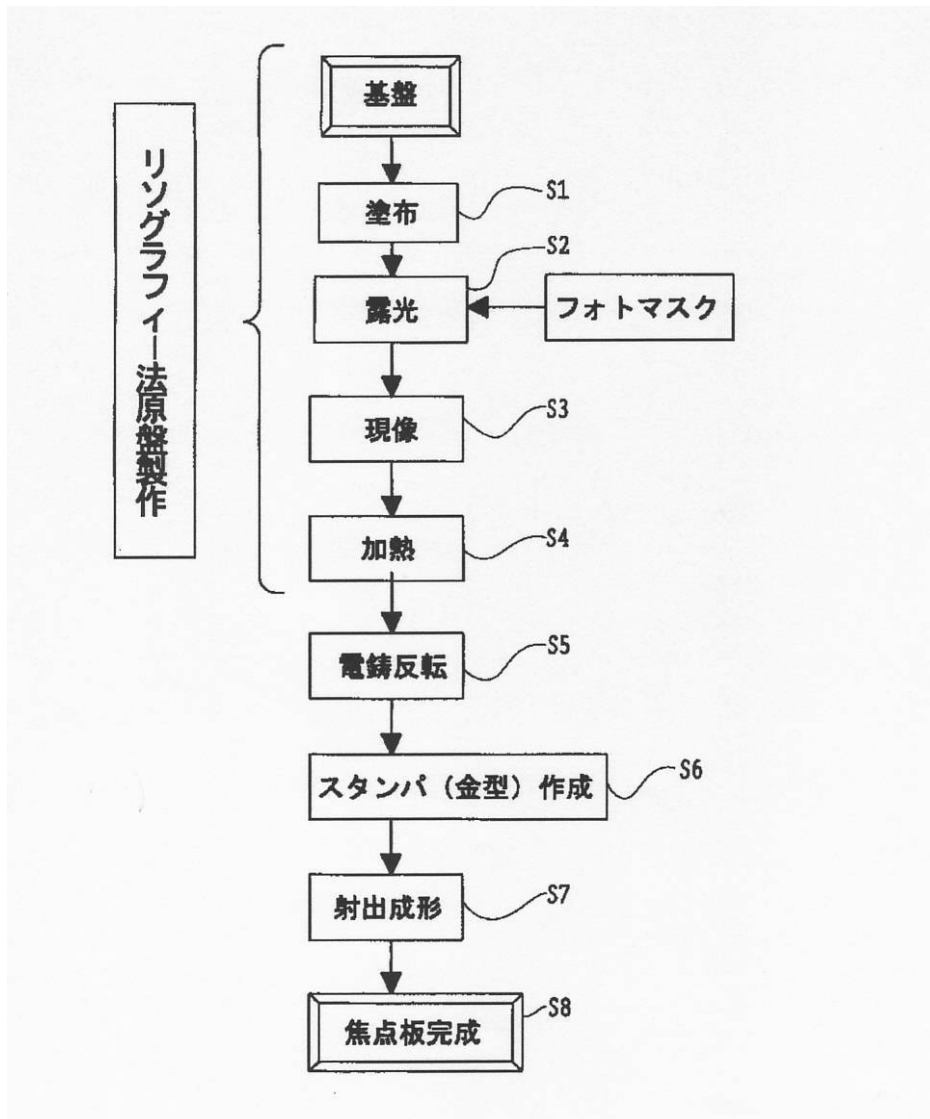 基盤
リソグラフィー法原盤製作
塗布
S1
露光
S2
フォトマスク
現像
S3
加熱
S4
電鋳反転
S5
スタンパ（金型）作成
S6
射出成形
S7
焦点板完成
S8